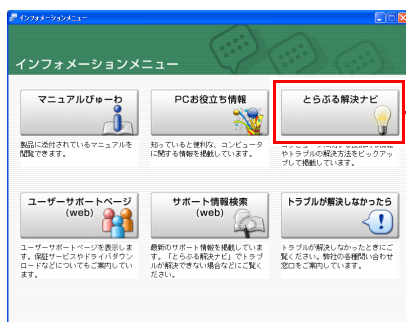 インフォメーションメニュー
インフォメーションメニュー
マニュアルびゅーわ
製品に添付されているマニュアルを
閲覧できます。
PCお役立ち情報
知っていると便利な、コンピュータ
に関する情報を掲載しています。
とらぶる解決ナビ
やトラブルの解決方法をピックアッ
プして掲載しています。
ユーザーサポートページ
(web)
ユーザーサポートページを表示しま
す。保証サービスやドライバダウン
ロードなどについてもご案内してい
ます。
サポート情報検索
(web)
最新のサポート情報を掲載していま
す。「とらぶる解決ナビ」でトラブ
ルが解決できない場合などにご覧く
ださい。
トラブルが解決しなかったら
トラブルが解決しなかったときにご
覧ください。弊社の各種問い合わせ
窓口をご案内しています。